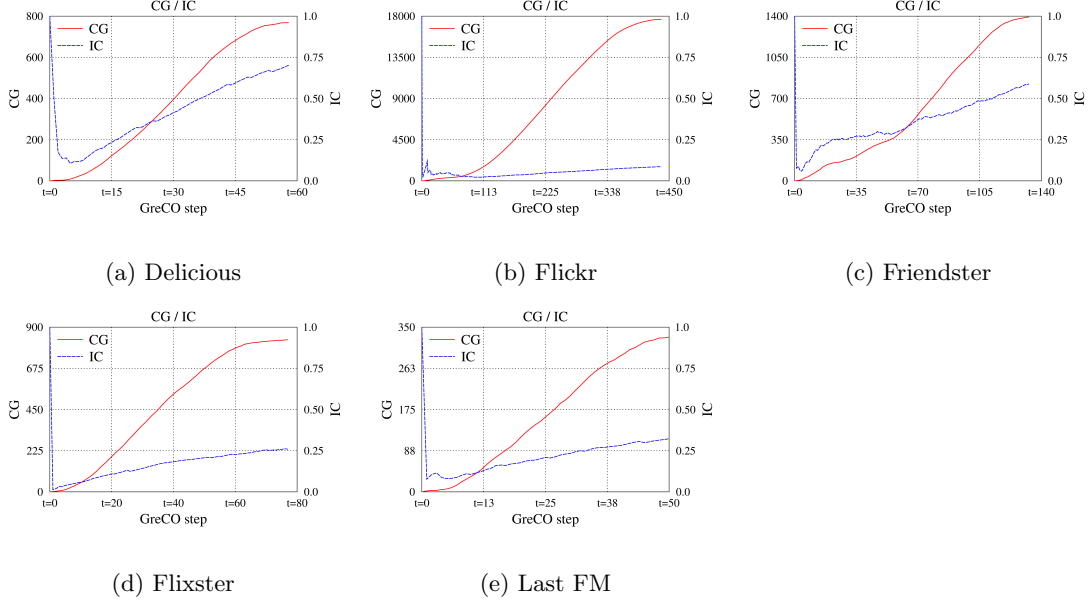 CG / IC
800
600
400
200
0
1.0
0.75
0.50
0.25
0.0
CG
IC
CG
IC
t=0 t=15 t=30 t=45 t=60
GreCO step
(a) Delicious
CG / IC
18000
13500
9000
4500
0
1.0
0.75
0.50
0.25
0.0
CG
IC
CG
IC
t=0 t=113 t=225 t=338 t=450
GreCO step
(b) Flickr
CG / IC
1400
1050
700
350
0
1.0
0.75
0.50
0.25
0.0
CG
IC
CG
IC
t=0 t=35 t=70 t=105 t=140
GreCO step
(c) Friendster
CG / IC
900
675
450
225
0
1.0
0.75
0.50
0.25
0.0
CG
IC
CG
IC
t=0 t=20 t=40 t=60 t=80
GreCO step
(d) Flixster
CG / IC
350
263
175
88
0
1.0
0.75
0.50
0.25
0.0
CG
IC
CG
IC
t=0 t=13 t=25 t=38 t=50
GreCO step
(e) Last FM